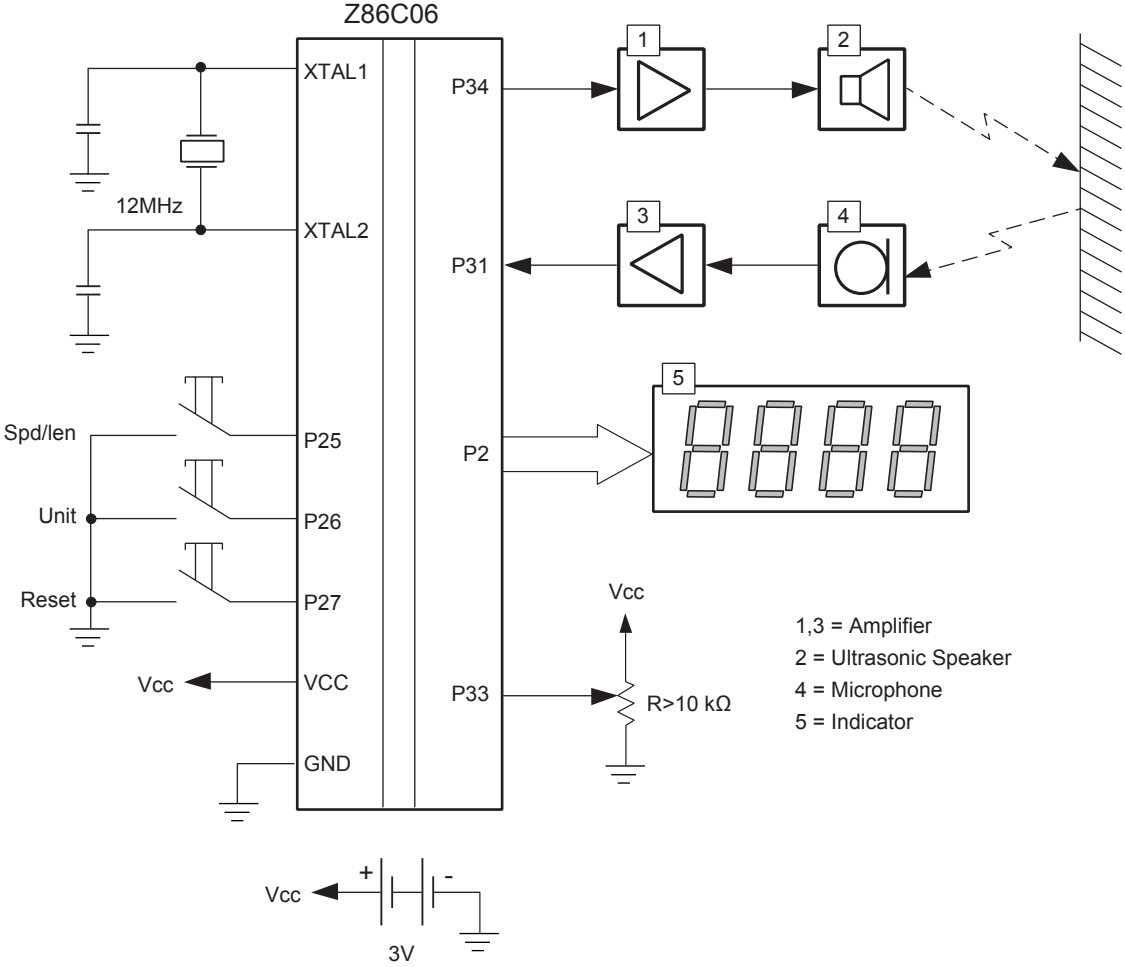 Z86C06
XTAL1
12MHz
XTAL2
Spd/len
P25
Unit
P26
Reset
P27
Vcc
VCC
GND
P34
1
2
P31
3
4
P2
5
P33
Vcc
R>10 kΩ
1,3 = Amplifier
2 = Ultrasonic Speaker
4 = Microphone
5 = Indicator
Vcc
+
-
3V